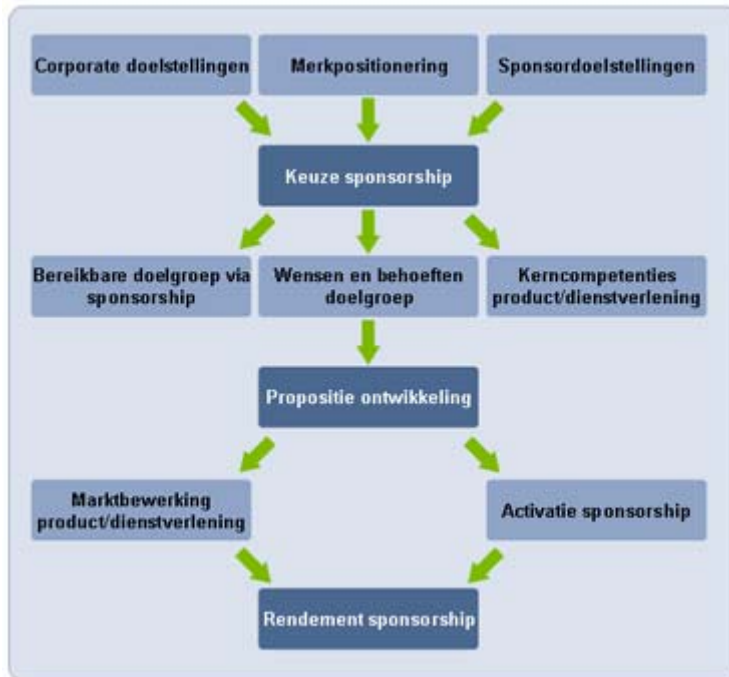 Corporate doelstellingen
Merkpositionering
Sponsordoelstellingen
Keuze sponsorship
Bereikbare doelgroep via
sponsorship
Wensen en behoeften
doelgroep
Kerncompetenties
product/dienstverlening
Propositie ontwikkeling
Marktbewerking
product/dienstverlening
Activatie sponsorship
Rendement sponsorship